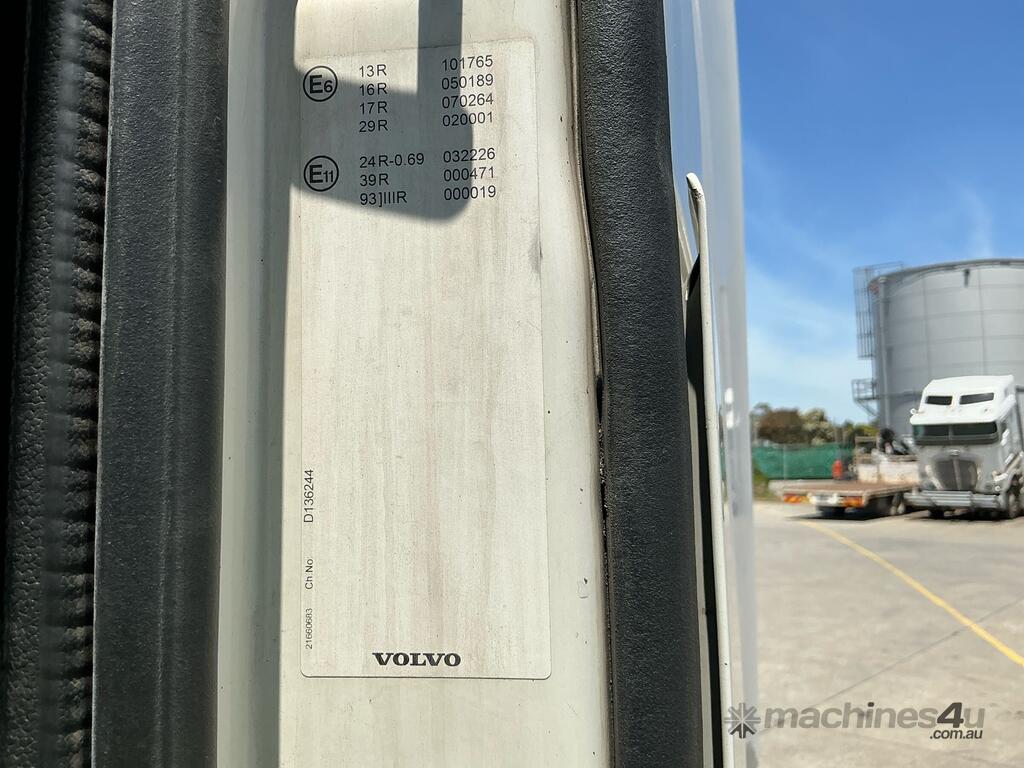 E6
13R 101765
16R 050189
17R 070264
29R 020001
E11
24R-0.69 032226
39R 000471
93]IIIR 000019
21660683 Ch.No D136244
VOLVO
machines4u
.com.au